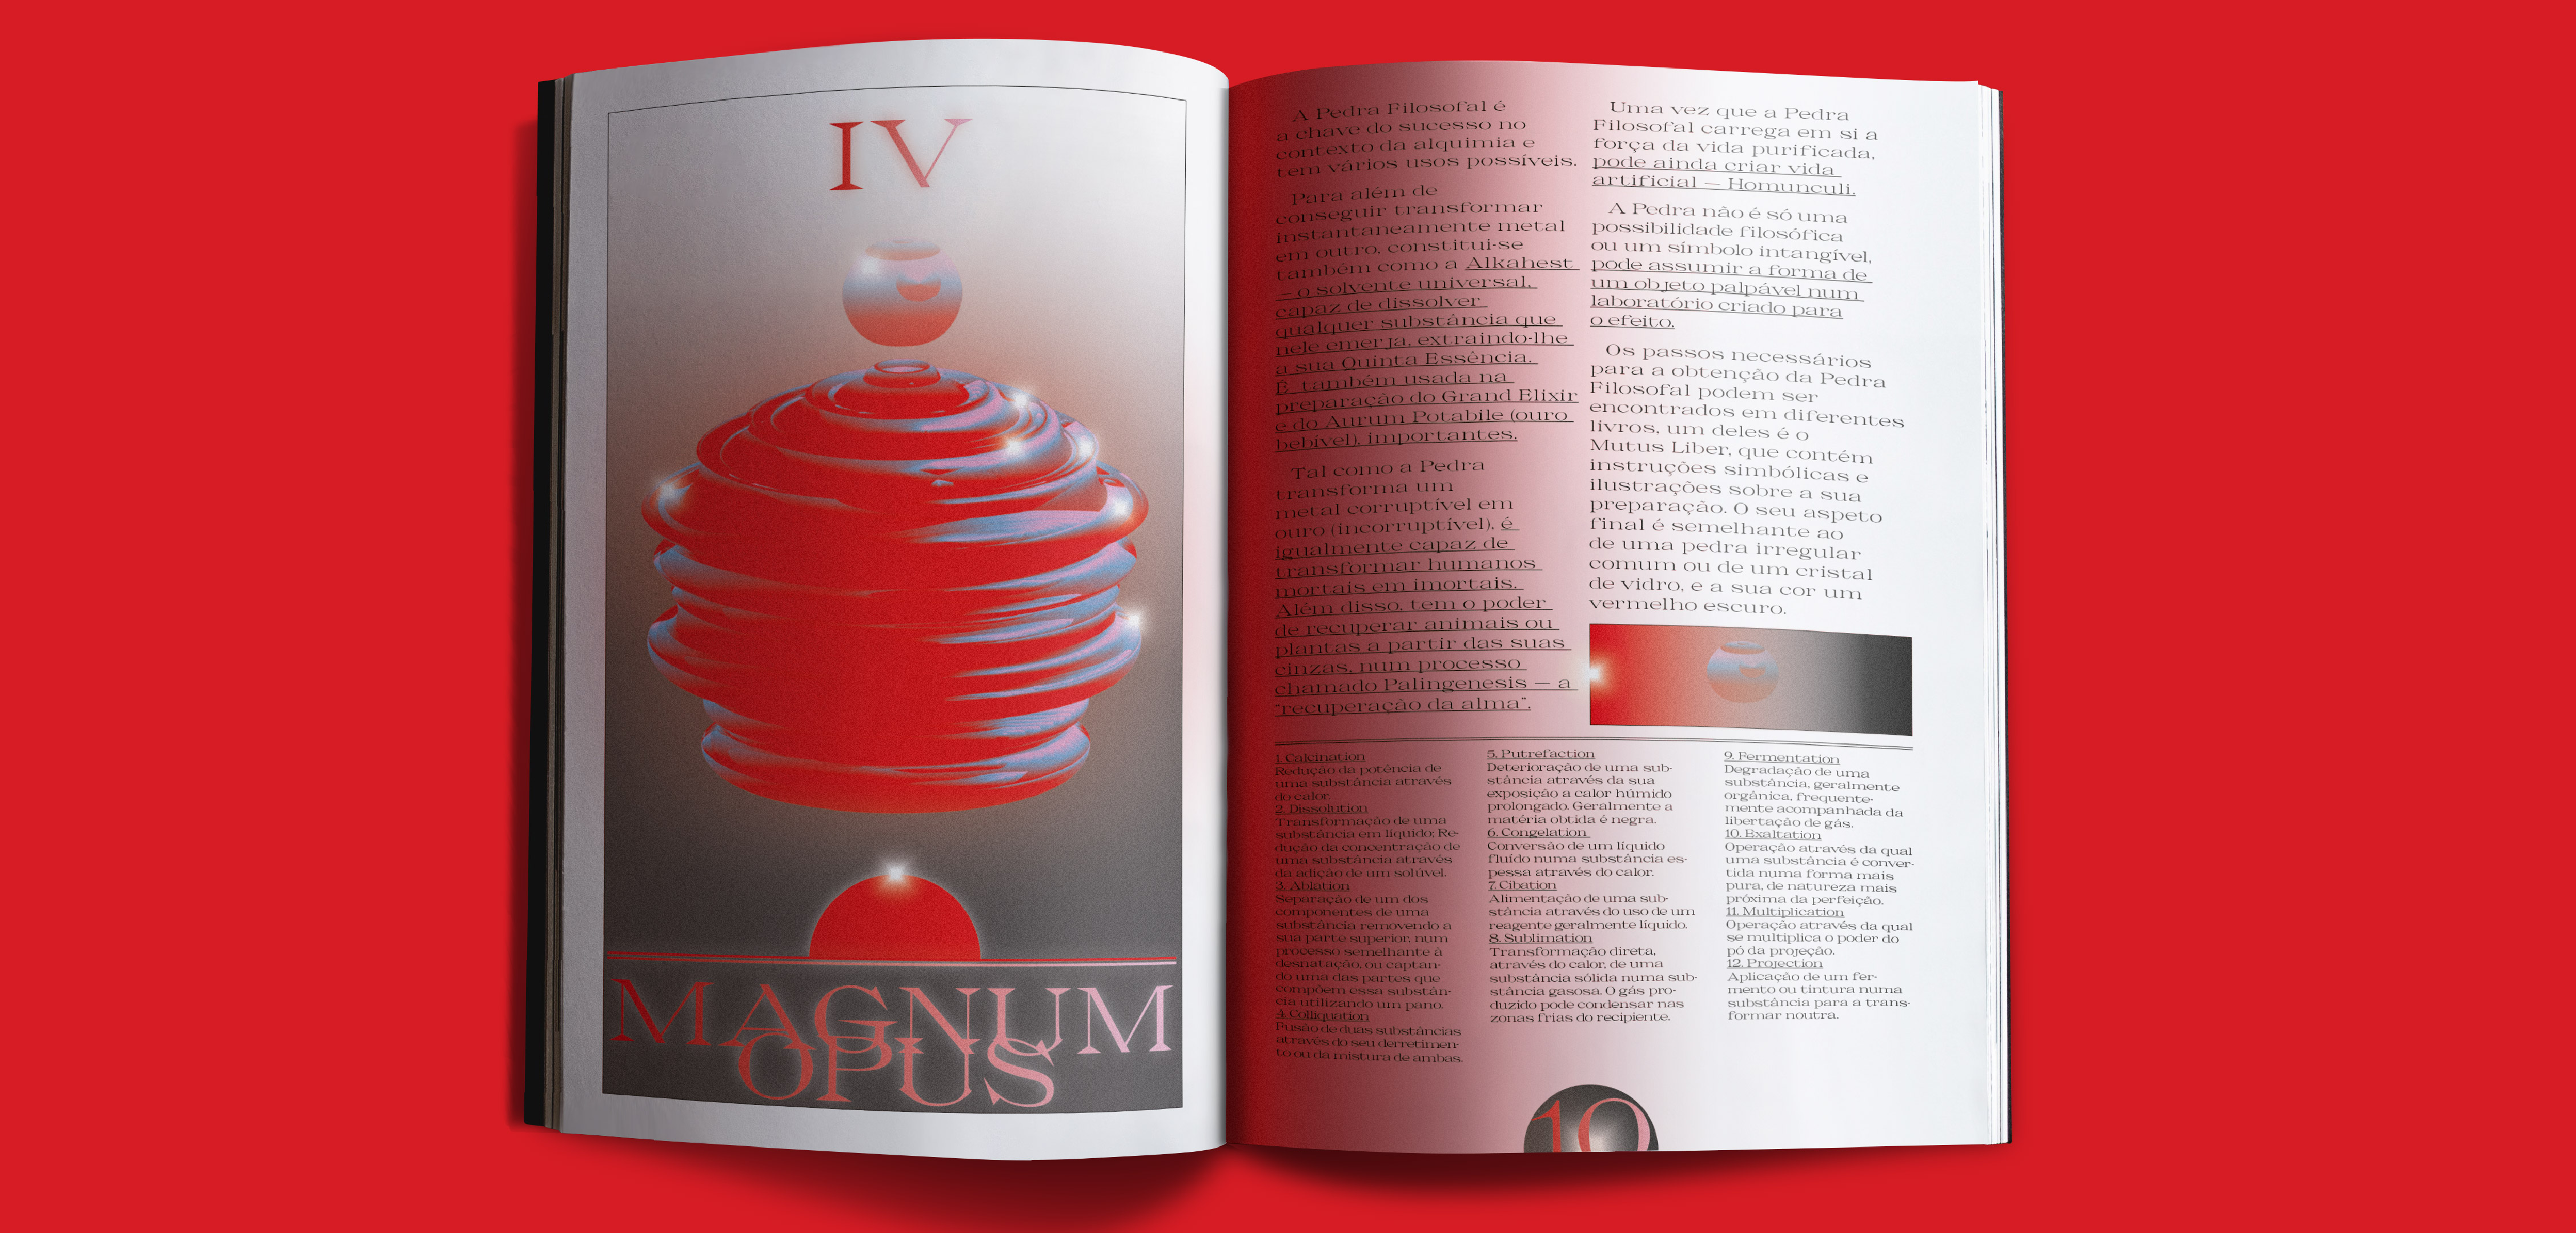 IV
MAGNUM
OPUS
A Pedra Filosofal é
a chave do sucesso no
contexto da alquimia e
tem vários usos possíveis.
Para além de
conseguir transformar
instantaneamente metal
em outro, constitui-se
também como a Alkahest
— o solvente universal,
capaz de dissolver
qualquer substância que
nele emerja, extraindo-lhe
a sua Quinta Essência.
É também usada na
preparação do Grand Elixir
e do Aurum Potabile (ouro
bebível), importantes.
Tal como a Pedra
transforma um
metal corruptível em
ouro (incorruptível), é
igualmente capaz de
transformar humanos
mortais em imortais.
Além disso, tem o poder
de recuperar animais ou
plantas a partir das suas
cinzas, num processo
chamado Palingenesis — a
"recuperação da alma".
Uma vez que a Pedra
Filosofal carrega em si a
força da vida purificada,
pode ainda criar vida
artificial — Homunculi.
A Pedra não é só uma
possibilidade filosófica
ou um símbolo intangível,
pode assumir a forma de
um objeto palpável num
laboratório criado para
o efeito.
Os passos necessários
para a obtenção da Pedra
Filosofal podem ser
encontrados em diferentes
livros, um deles é o
Mutus Liber, que contém
instruções simbólicas e
ilustrações sobre a sua
preparação. O seu aspeto
final é semelhante ao
de uma pedra irregular
comum ou de um cristal
de vidro, e a sua cor um
vermelho escuro.
1. Calcination
Redução da potência de
uma substância através
do calor.
2. Dissolution
Transformação de uma
substância em líquido; Re-
dução da concentração de
uma substância através
da adição de um solúvel.
3. Ablation
Separação de um dos
componentes de uma
substância removendo a
sua parte superior, num
processo semelhante à
desnatação, ou captan-
do uma das partes que
compõem essa substân-
cia utilizando um pano.
4. Colliquation
Fusão de duas substâncias
através do seu derretimen-
to ou da mistura de ambas.
5. Putrefaction
Deterioração de uma sub-
stância através da sua
exposição a calor húmido
prolongado. Geralmente a
matéria obtida é negra.
6. Congelation
Conversão de um líquido
fluído numa substância es-
pessa através do calor.
7. Cibation
Alimentação de uma sub-
stância através do uso de um
reagente geralmente líquido.
8. Sublimation
Transformação direta,
através do calor, de uma
substância sólida numa sub-
stância gasosa. O gás pro-
duzido pode condensar nas
zonas frias do recipiente.
9. Fermentation
Degradação de uma
substância, geralmente
orgânica, frequente-
mente acompanhada da
libertação de gás.
10. Exaltation
Operação através da qual
uma substância é conver-
tida numa forma mais
pura, de natureza mais
próxima da perfeição.
11. Multiplication
Operação através da qual
se multiplica o poder do
pó da projeção.
12. Projection
Aplicação de um fer-
mento ou tintura numa
substância para a trans-
formar noutra.
10